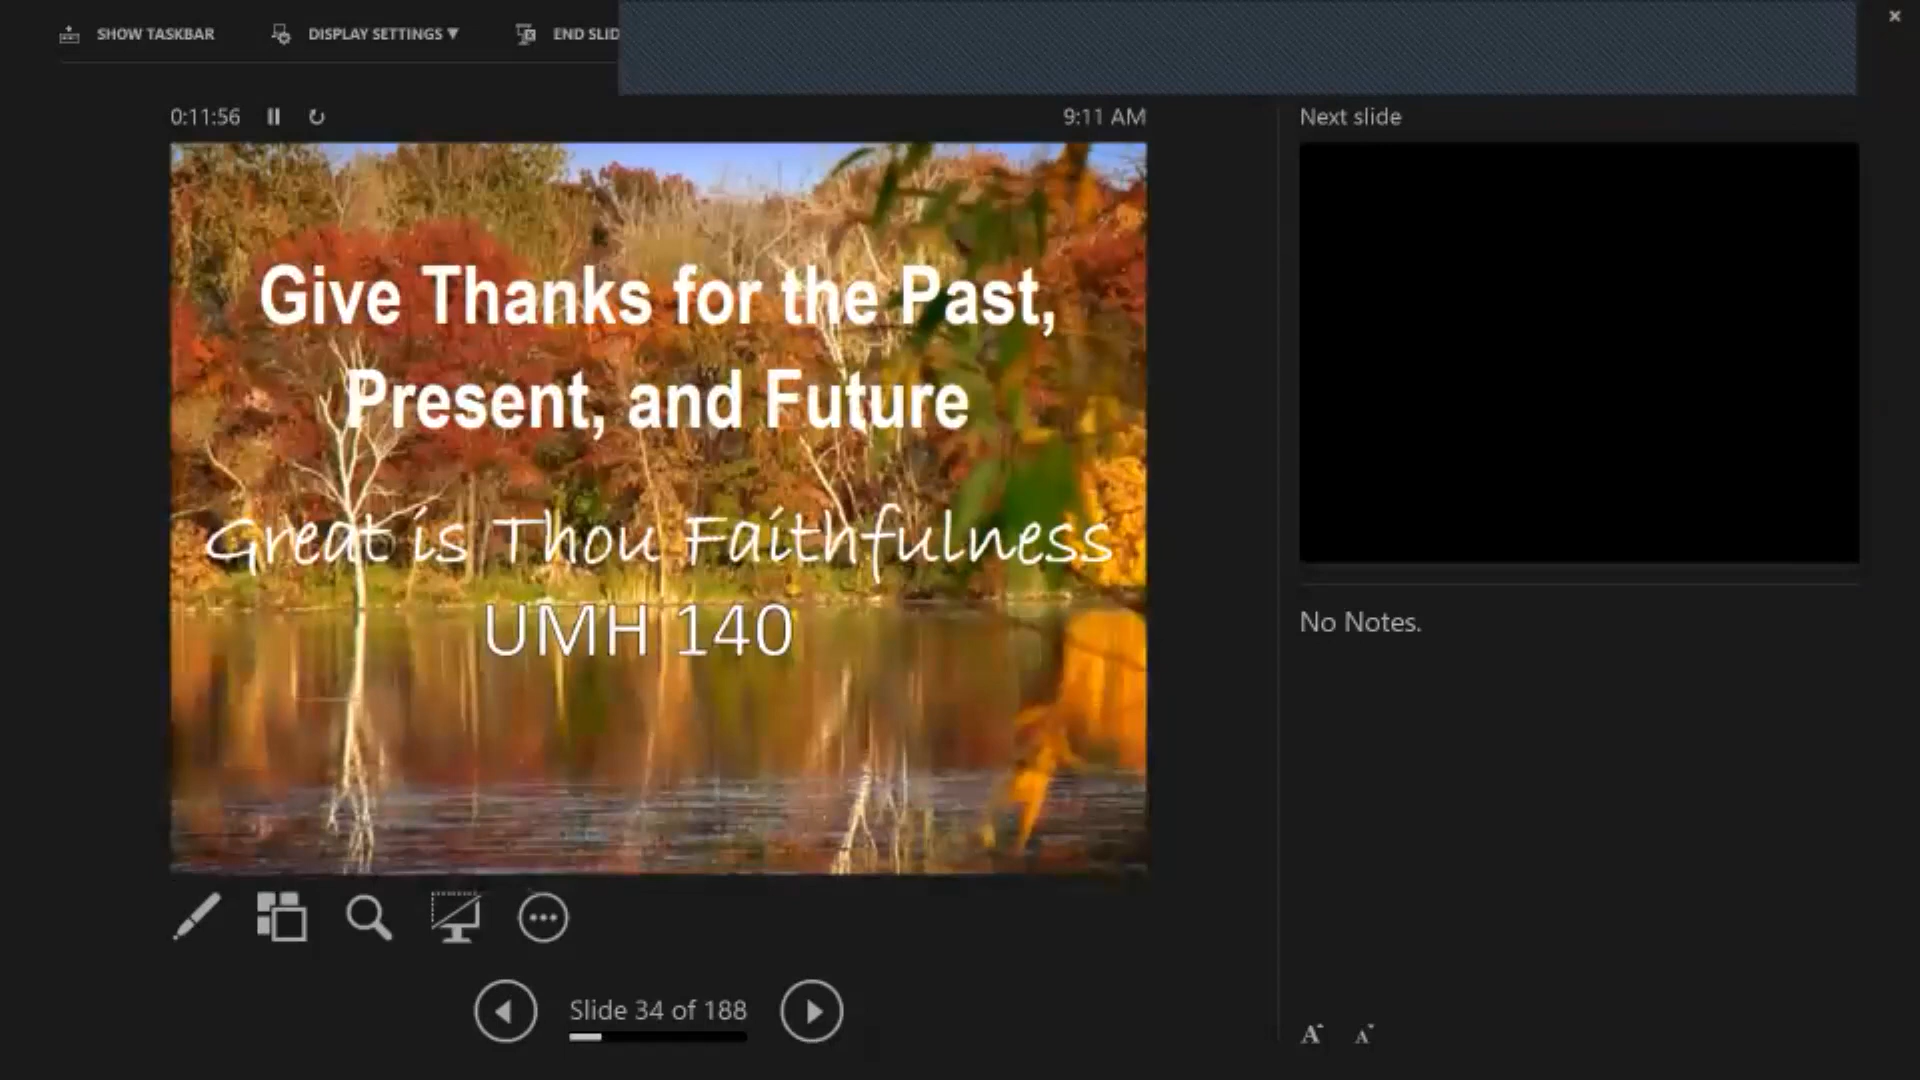 SHOW TASKBAR
DISPLAY SETTINGS ▼
END SLID
0:11:56
9:11 AM
Next slide
Give Thanks for the Past,
Present, and Future
Great is Thou Faithfulness
UMH 140
No Notes.
Slide 34 of 188
A A